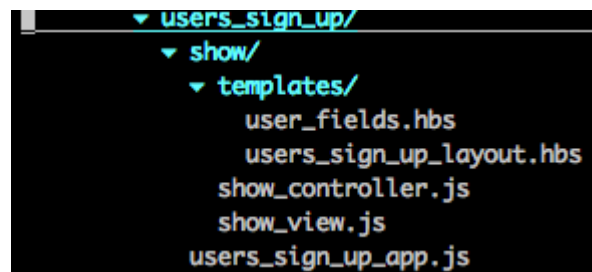 ▾ users_sign_up/
▾ show/
▾ templates/
user_fields.hbs
users_sign_up_layout.hbs
show_controller.js
show_view.js
users_sign_up_app.js